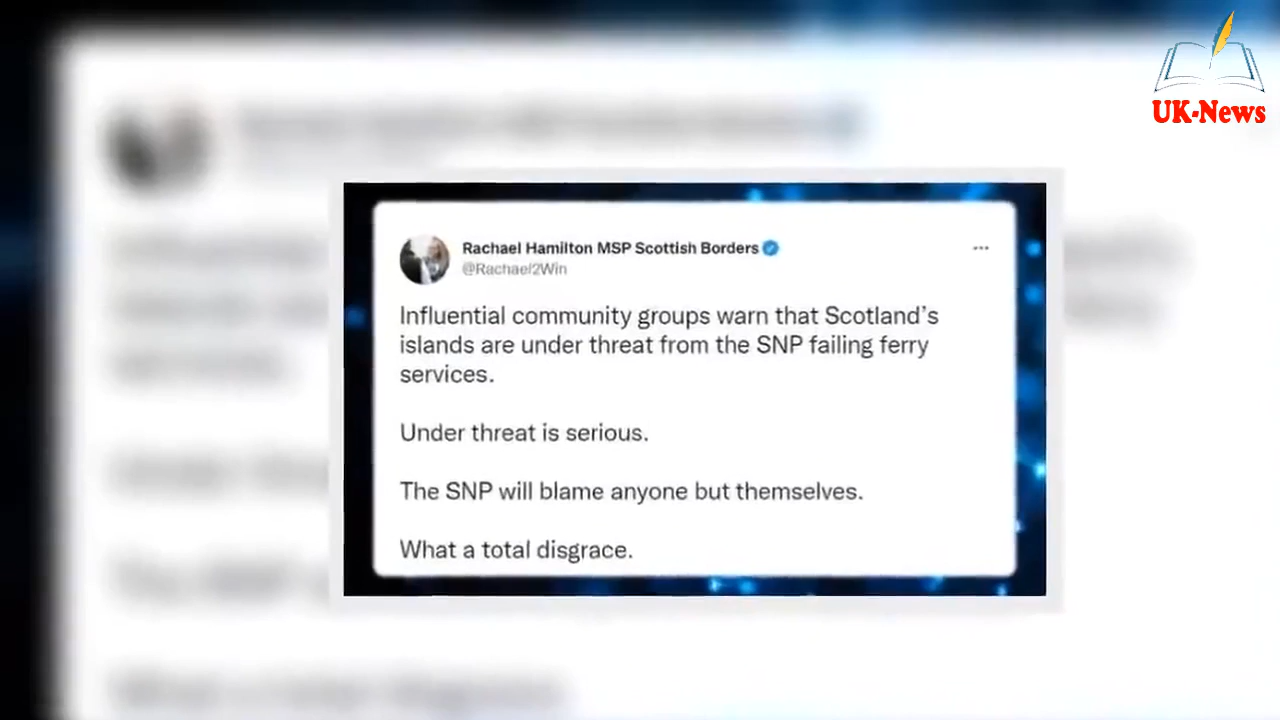 UK-News
Rachael Hamilton MSP Scottish Borders
@Rachael2Win
Influential community groups warn that Scotland's
islands are under threat from the SNP failing ferry
services.
Under threat is serious.
The SNP will blame anyone but themselves.
What a total disgrace.